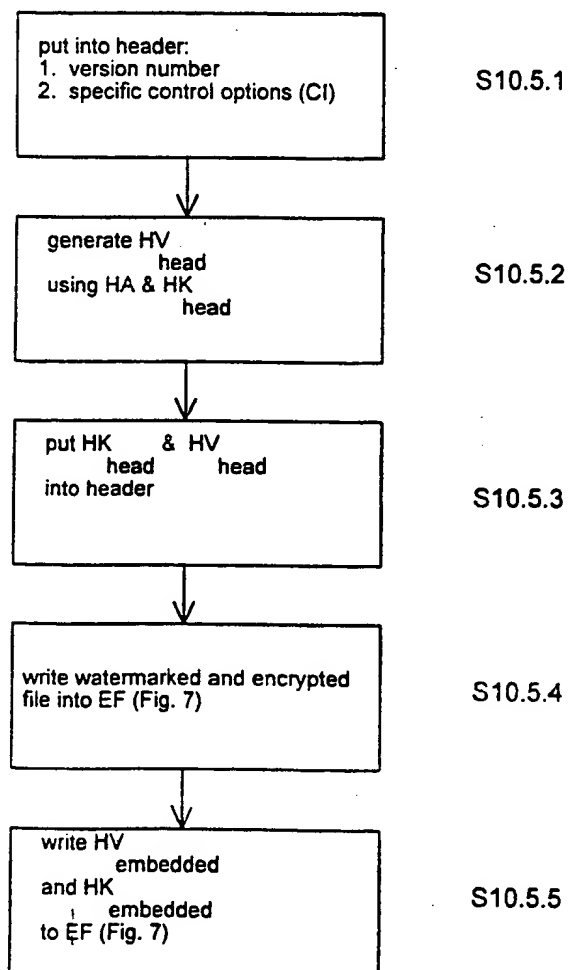 put into header:
1. version number
2. specific control options (CI)
S10.5.1
generate HV
head
using HA & HK
head
S10.5.2
put HK & HV
head head
into header
S10.5.3
write watermarked and encrypted
file into EF (Fig. 7)
S10.5.4
write HV
embedded
and HK
embedded
to EF (Fig. 7)
S10.5.5